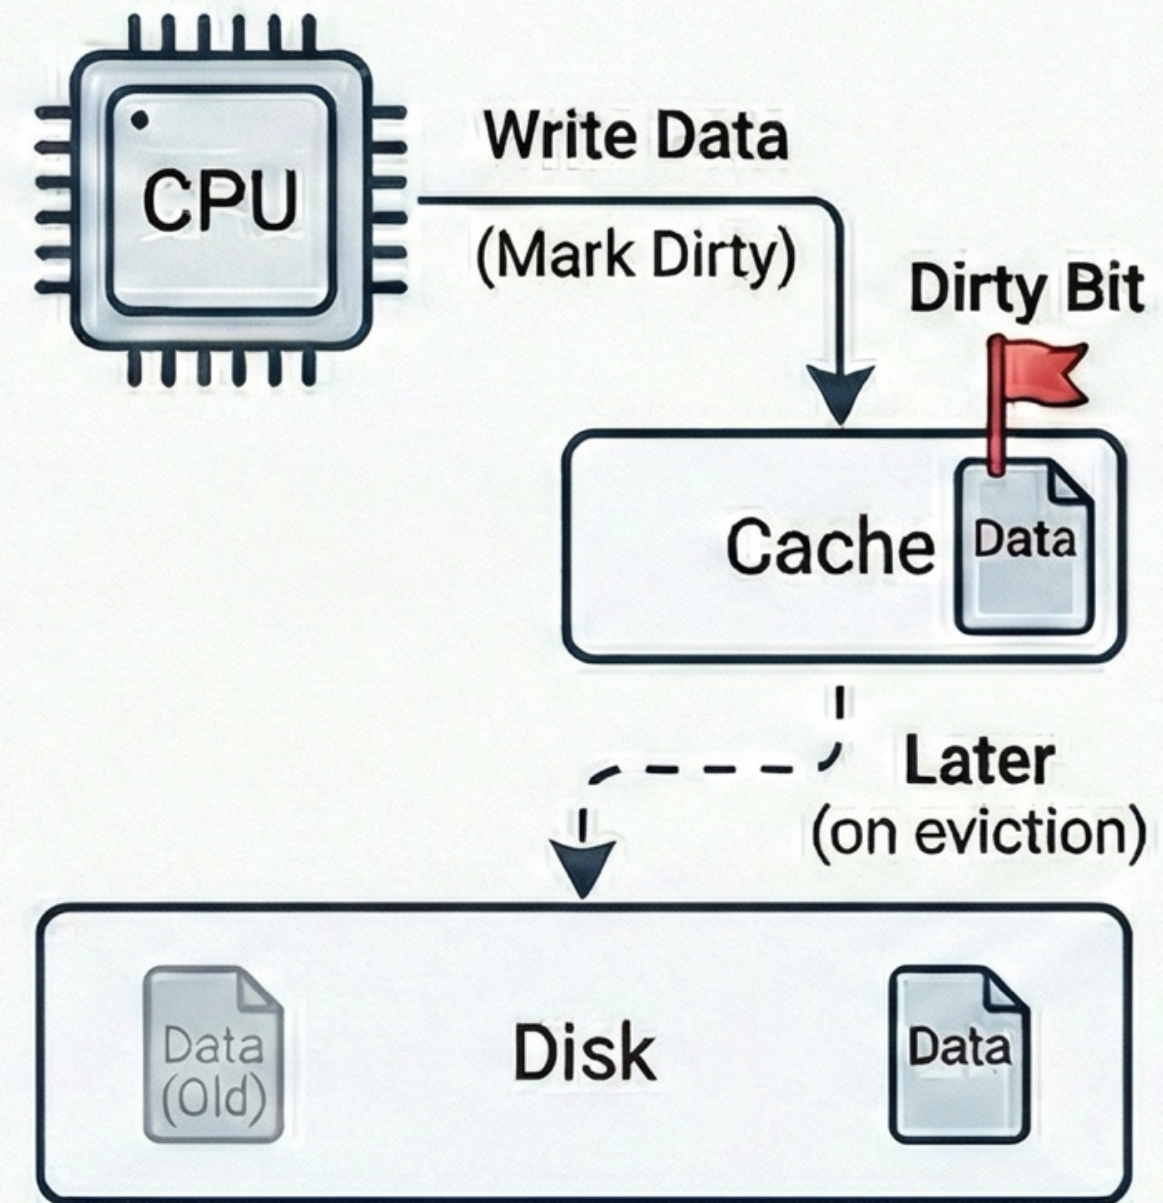 CPU
Write Data
(Mark Dirty)
Dirty Bit
Cache
Data
Later
(on eviction)
Data
(Old)
Disk
Data